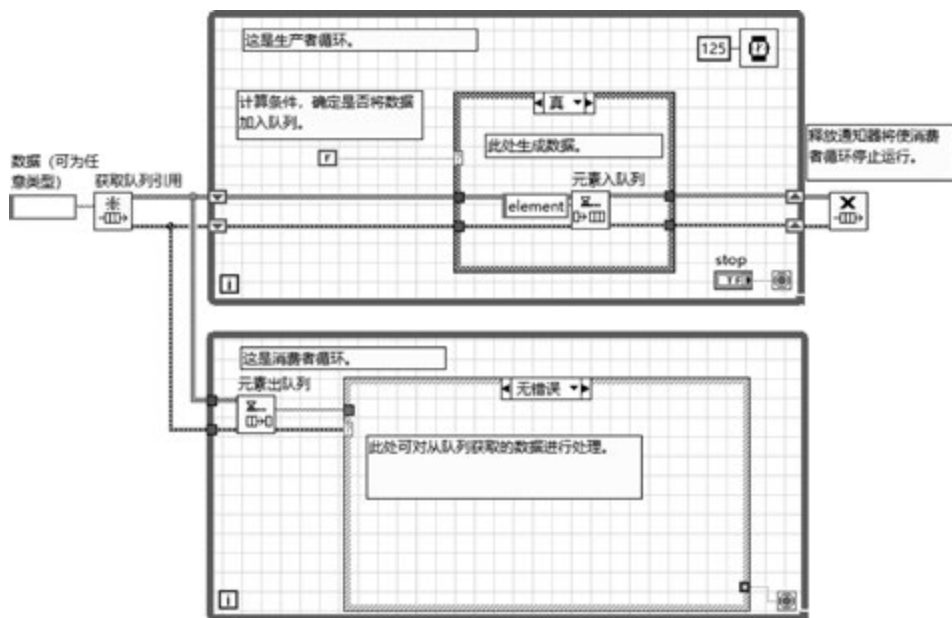 这是生产者循环。
125
计算条件，确定是否将数据
加入队列。
真
释放通知器将使消费
者循环停止运行。
此处生成数据。
F
数据（可为任
意类型）
获取队列引用
元素入队列
element
stop
TF
i
这是消费者循环。
元素出队列
无错误
此处可对从队列获取的数据进行处理。
i